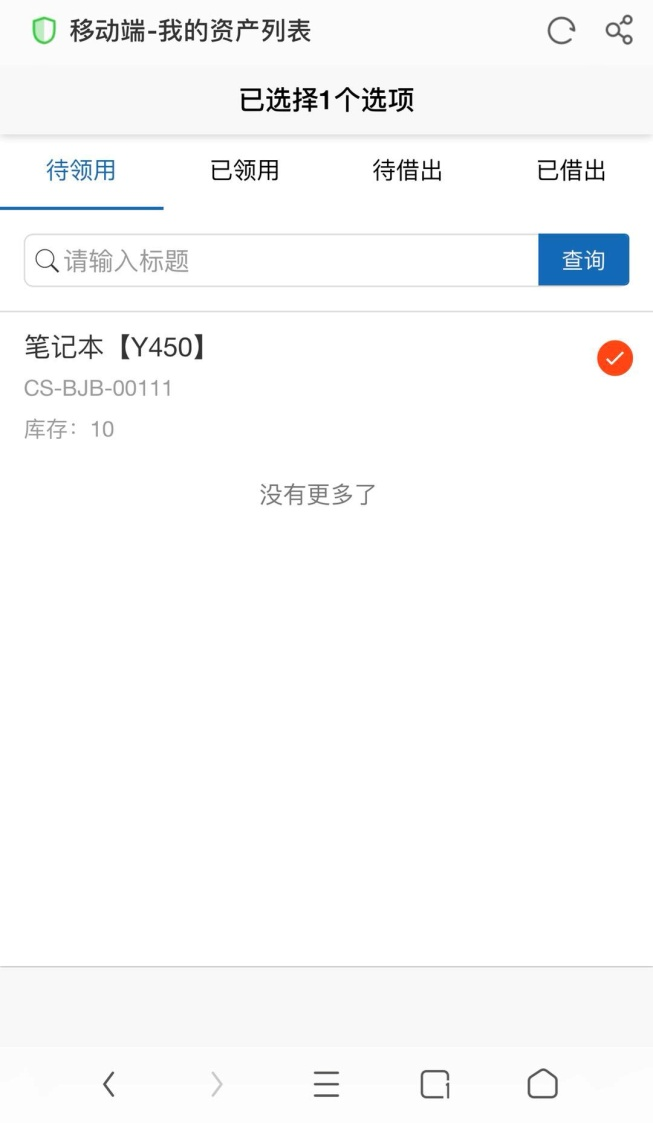 移动端-我的资产列表
已选择1个选项
待领用 已领用 待借出 已借出
请输入标题 查询
笔记本【Y450】
CS-BJB-00111
库存：10
没有更多了
1